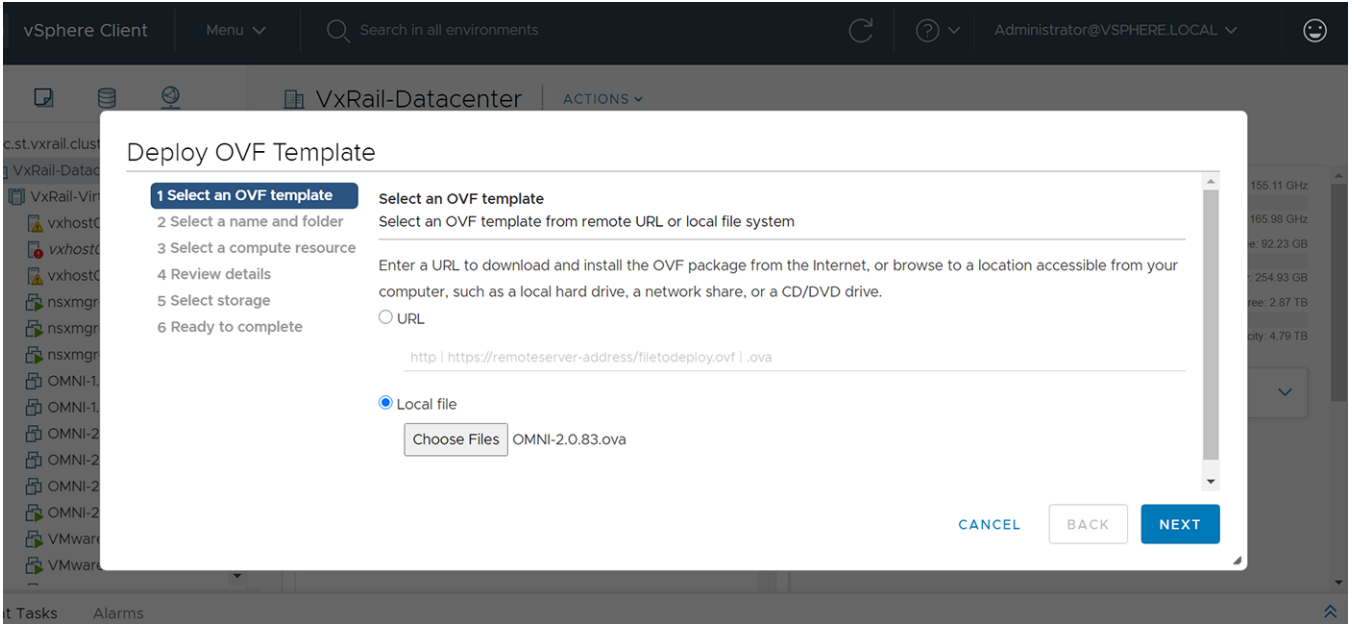 vSphere Client Menu Search in all environments Administrator@VSPHERE.LOCAL
VxRail-Datacenter ACTIONS
c.st.vxrail.clust
VxRail-Datac
VxRail-Virt
vxhost
vxhost
vxhost
nsxmgr
nsxmgr
nsxmgr
OMNI-1.
OMNI-1.
OMNI-2
OMNI-2
OMNI-2
OMNI-2
VMware
VMware
Deploy OVF Template
1 Select an OVF template
2 Select a name and folder
3 Select a compute resource
4 Review details
5 Select storage
6 Ready to complete
Select an OVF template
Select an OVF template from remote URL or local file system
Enter a URL to download and install the OVF package from the Internet, or browse to a location accessible from your
computer, such as a local hard drive, a network share, or a CD/DVD drive.
URL
http | https://remoteserver-address/filetodeploy.ovf | .ova
Local file
Choose Files OMNI-2.0.83.ova
CANCEL BACK NEXT
155.11 GHz
165.98 GHz
e: 92.23 GB
: 254.93 GB
ree: 2.87 TB
city: 4.79 TB
nt Tasks Alarms